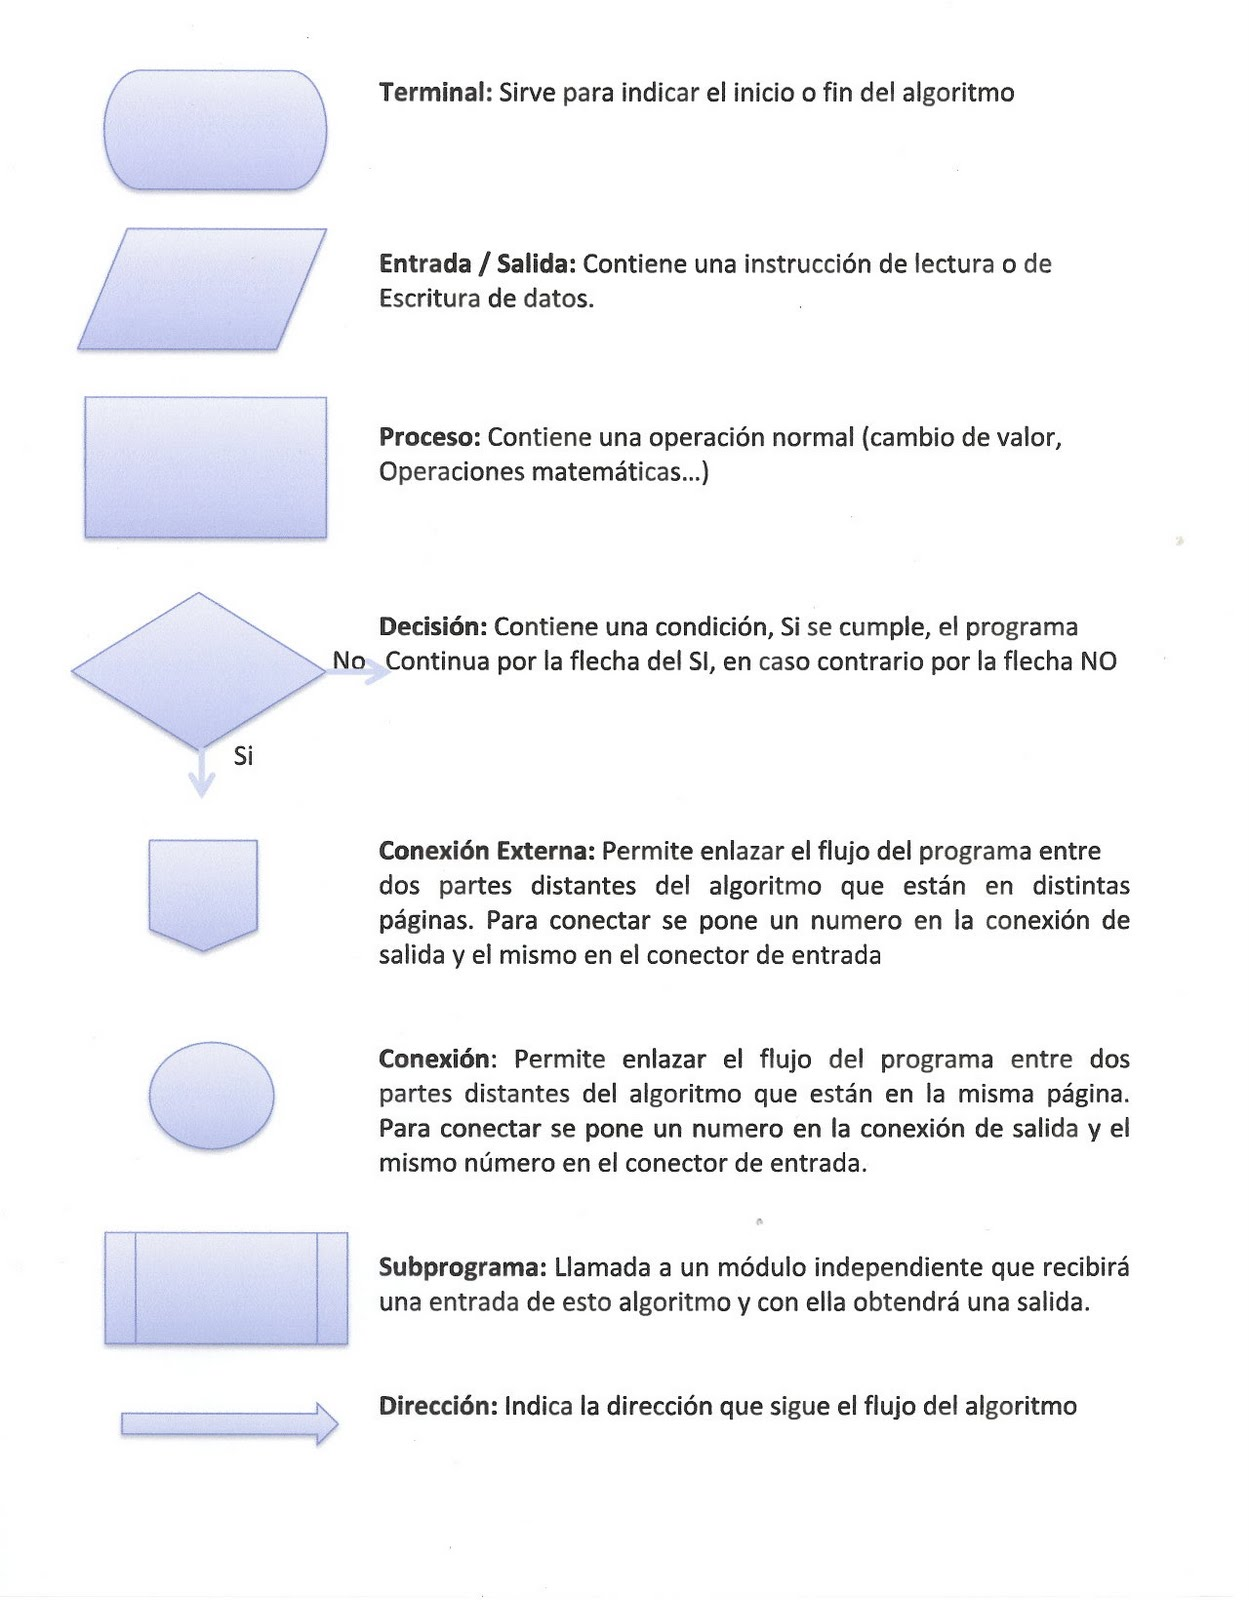 Terminal: Sirve para indicar el inicio o fin del algoritmo
Entrada / Salida: Contiene una instrucción de lectura o de
Escritura de datos.
Proceso: Contiene una operación normal (cambio de valor,
Operaciones matemáticas...)
Decisión: Contiene una condición, Si se cumple, el programa
No Continua por la flecha del SI, en caso contrario por la flecha NO
Si
Conexión Externa: Permite enlazar el flujo del programa entre
dos partes distantes del algoritmo que están en distintas
páginas. Para conectar se pone un numero en la conexión de
salida y el mismo en el conector de entrada
Conexión: Permite enlazar el flujo del programa entre dos
partes distantes del algoritmo que están en la misma página.
Para conectar se pone un numero en la conexión de salida y el
mismo número en el conector de entrada.
Subprograma: Llamada a un módulo independiente que recibirá
una entrada de esto algoritmo y con ella obtendrá una salida.
Dirección: Indica la dirección que sigue el flujo del algoritmo